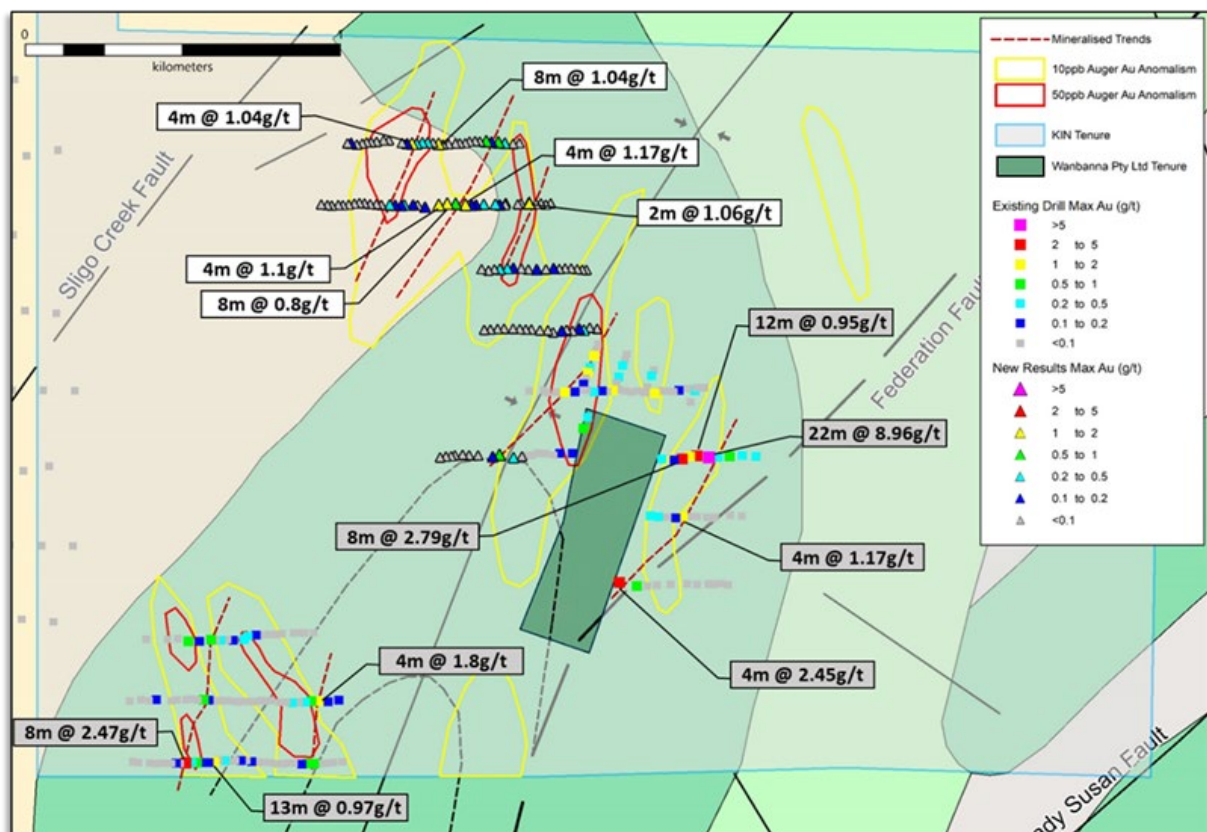 0 1
kilometers
8m @ 1.04g/t
4m @ 1.04g/t
4m @ 1.17g/t
2m @ 1.06g/t
4m @ 1.1g/t
8m @ 0.8g/t
Sligo Creek Fault
12m @ 0.95g/t
Federation Fau
22m @ 8.96g/t
8m @ 2.79g/t
4m @ 1.17g/t
4m @ 1.8g/t
4m @ 2.45g/t
8m @ 2.47g/t
13m @ 0.97g/t
ady Susan Fault
Mineralised Trends
10ppb Auger Au Anomalism
50ppb Auger Au Anomalism
KIN Tenure
Wanbanna Pty Ltd Tenure
Existing Drill Max Au (g/t)
>5
2 to 5
1 to 2
0.5 to 1
0.2 to 0.5
0.1 to 0.2
<0.1
New Results Max Au (g/t)
>5
2 to 5
1 to 2
0.5 to 1
0.2 to 0.5
0.1 to 0.2
<0.1